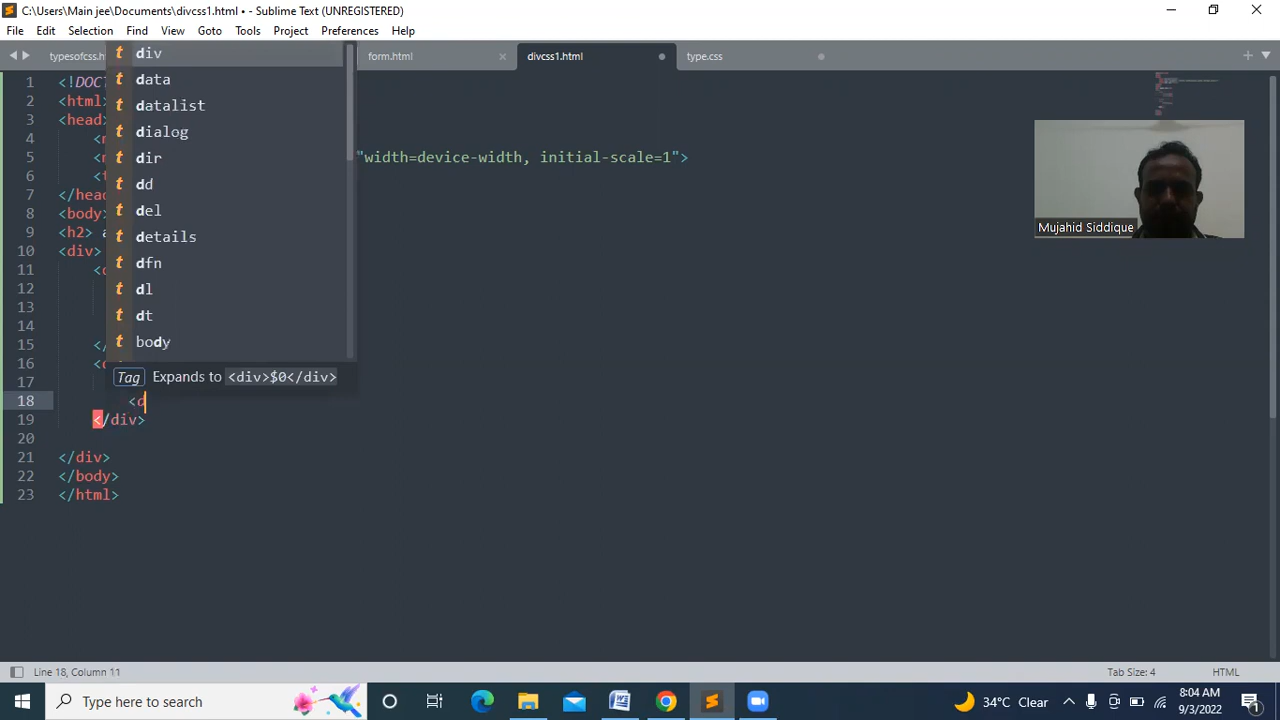 C:\Users\Main jee\Documents\divcss1.html • - Sublime Text (UNREGISTERED)
File Edit Selection View Goto Tools Project Preferences Help
typesofcss.h form.html divcss1.html type.css
1 <!DOCT
2 <html>
3 <head>
4 <m
5 <m "width=device-width, initial-scale=1">
6 <t
7 </head
8 <body>
9 <h2> a
10 <div>
11 <d
12
13
14
15 </
16 <d
17
18 <d
19 </div>
20
21 </div>
22 </body>
23 </html>
t div
t data
t datalist
t dialog
t dir
t dd
t del
t details
t dfn
t dl
t dt
t body
Tag Expands to <div>$0</div>
Mujahid Siddique
Line 18, Column 11 Tab Size: 4 HTML
Type here to search 34°C Clear 8:04 AM
9/3/2022
1